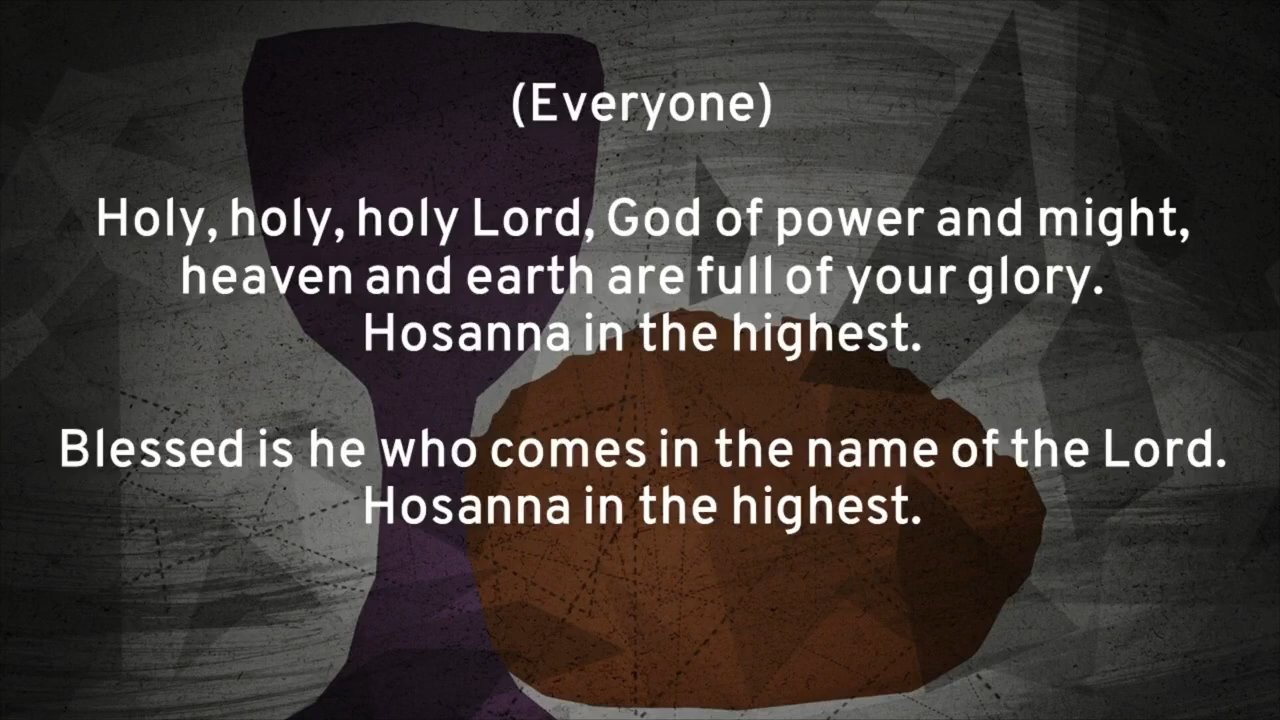 (Everyone)
Holy, holy, holy Lord, God of power and might,
heaven and earth are full of your glory.
Hosanna in the highest.
Blessed is he who comes in the name of the Lord.
Hosanna in the highest.